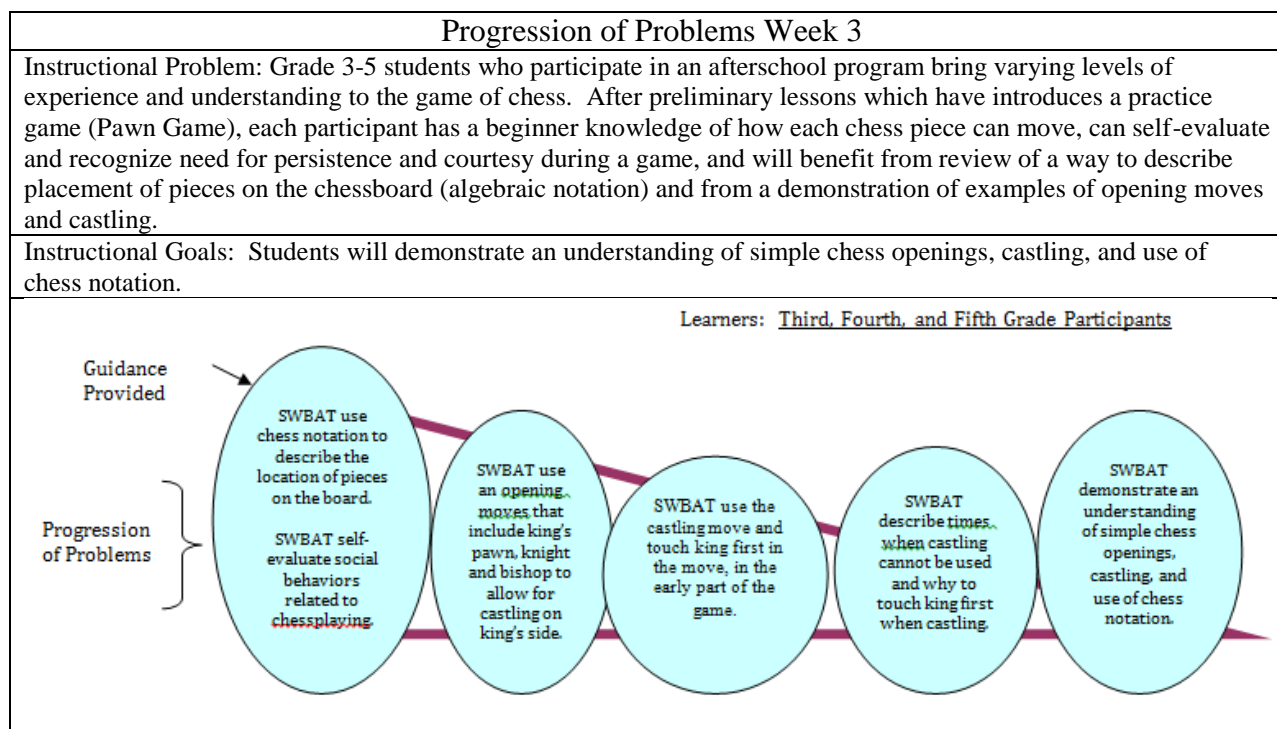 Progression of Problems Week 3
Instructional Problem: Grade 3-5 students who participate in an afterschool program bring varying levels of
experience and understanding to the game of chess.  After preliminary lessons which have introduces a practice
game (Pawn Game), each participant has a beginner knowledge of how each chess piece can move, can self-evaluate
and recognize need for persistence and courtesy during a game, and will benefit from review of a way to describe
placement of pieces on the chessboard (algebraic notation) and from a demonstration of examples of opening moves
and castling.
Instructional Goals:  Students will demonstrate an understanding of simple chess openings, castling, and use of
chess notation.
Learners:  Third, Fourth, and Fifth Grade Participants
Guidance
Provided
Progression
of Problems
SWBAT use
chess notation to
describe the
location of pieces
on the board.
SWBAT self-
evaluate social
behaviors
related to
chessplaying.
SWBAT use
an opening
moves that
include king's
pawn, knight
and bishop to
allow for
castling on
king's side.
SWBAT use the
castling move and
touch king first in
the move, in the
early part of the
game.
SWBAT
describe times
when castling
cannot be used
and why to
touch king first
when castling.
SWBAT
demonstrate an
understanding
of simple chess
openings,
castling, and
use of chess
notation.